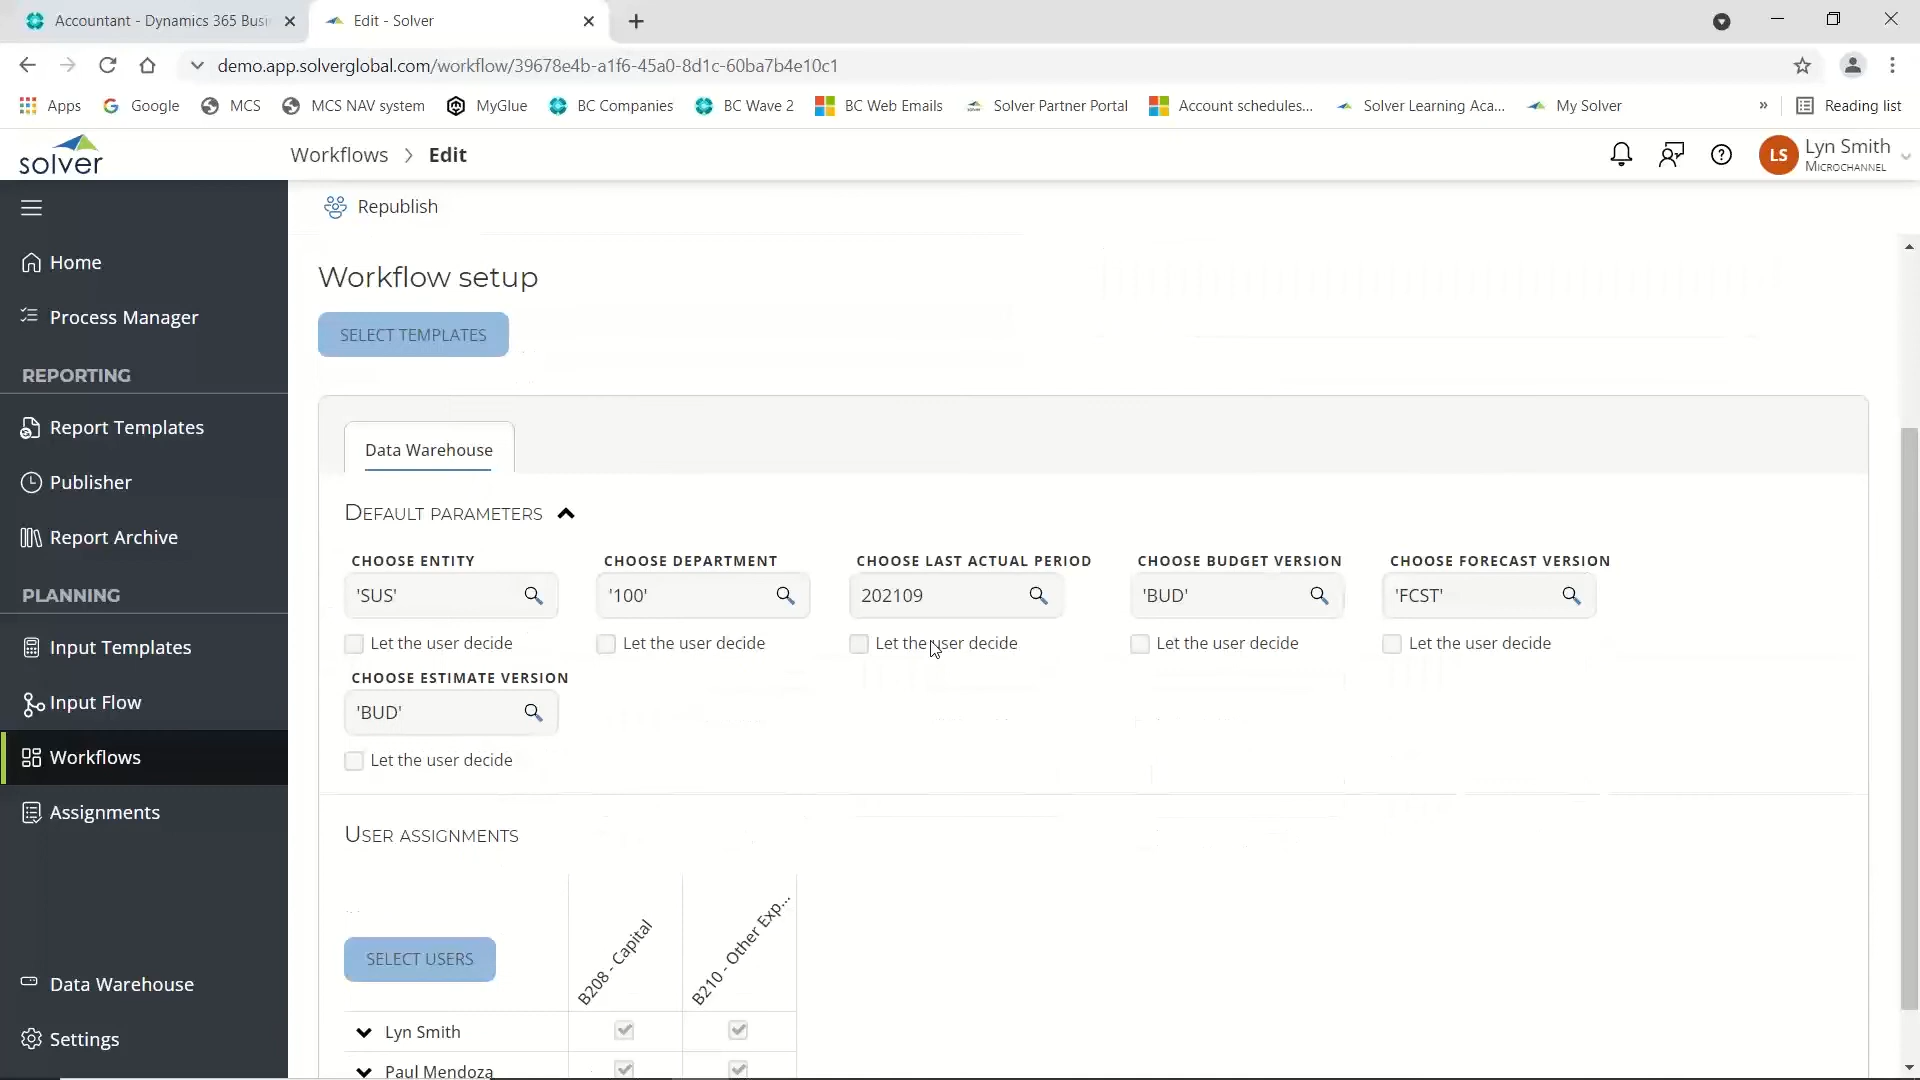 Accountant - Dynamics 365 Busi
Edit - Solver
demo.app.solverglobal.com/workflow/39678e4b-a1f6-45a0-8d1c-60ba7b4e10c1
Apps Google MCS MCS NAV system MyGlue BC Companies BC Wave 2 BC Web Emails Solver Partner Portal Account schedules... Solver Learning Aca... My Solver » Reading list
solver
Workflows > Edit
LS
Lyn Smith
MICROCHANNEL
Republish
Home
Process Manager
REPORTING
Report Templates
Publisher
Report Archive
PLANNING
Input Templates
Input Flow
Workflows
Assignments
Data Warehouse
Settings
Workflow setup
SELECT TEMPLATES
Data Warehouse
DEFAULT PARAMETERS
CHOOSE ENTITY CHOOSE DEPARTMENT CHOOSE LAST ACTUAL PERIOD CHOOSE BUDGET VERSION CHOOSE FORECAST VERSION
'SUS' '100' 202109 'BUD' 'FCST'
Let the user decide Let the user decide Let the user decide Let the user decide Let the user decide
CHOOSE ESTIMATE VERSION
'BUD'
Let the user decide
USER ASSIGNMENTS
SELECT USERS
B208 - Capital
B210 - Other Exp...
Lyn Smith
Paul Mendoza